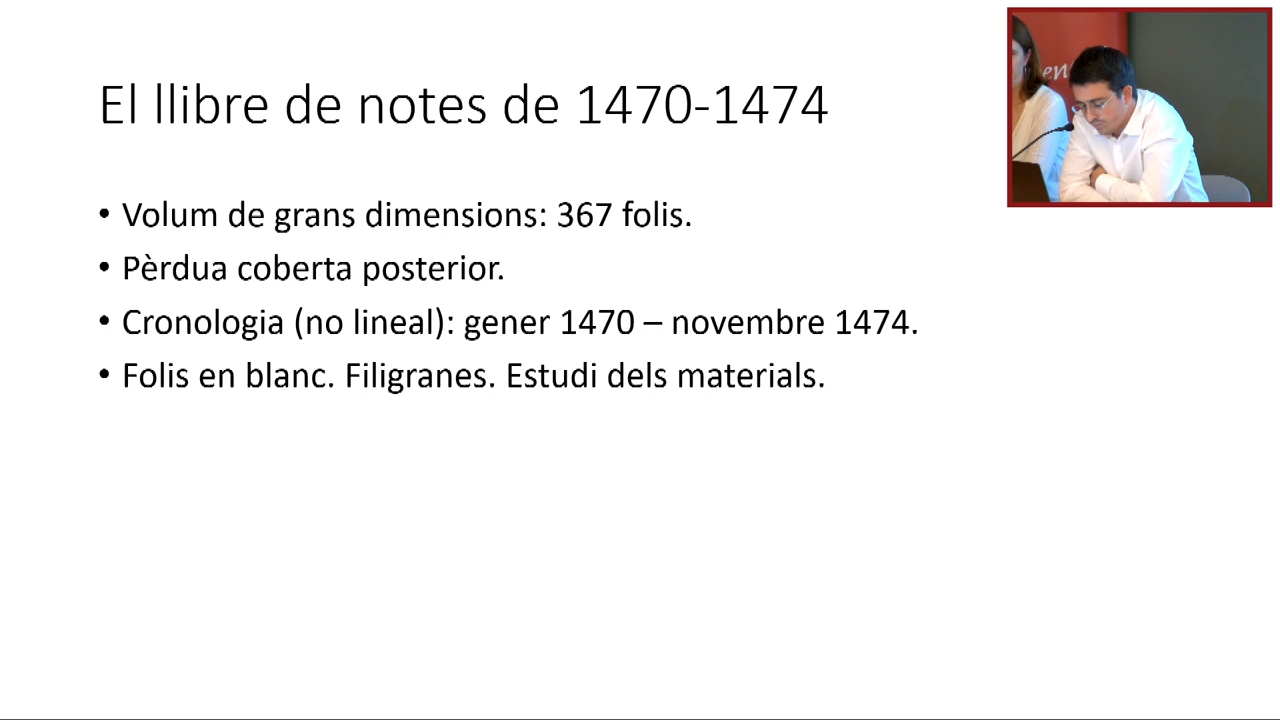 El llibre de notes de 1470-1474
• Volum de grans dimensions: 367 folis.
• Pèrdua coberta posterior.
• Cronologia (no lineal): gener 1470 – novembre 1474.
• Folis en blanc. Filigranes. Estudi dels materials.